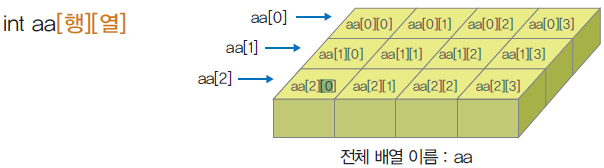 int aa[행][열]
aa[0]
aa[0][0] aa[0][1] aa[0][2] aa[0][3]
aa[1]
aa[1][0] aa[1][1] aa[1][2] aa[1][3]
aa[2]
aa[2][0] aa[2][1] aa[2][2] aa[2][3]
전체 배열 이름 : aa